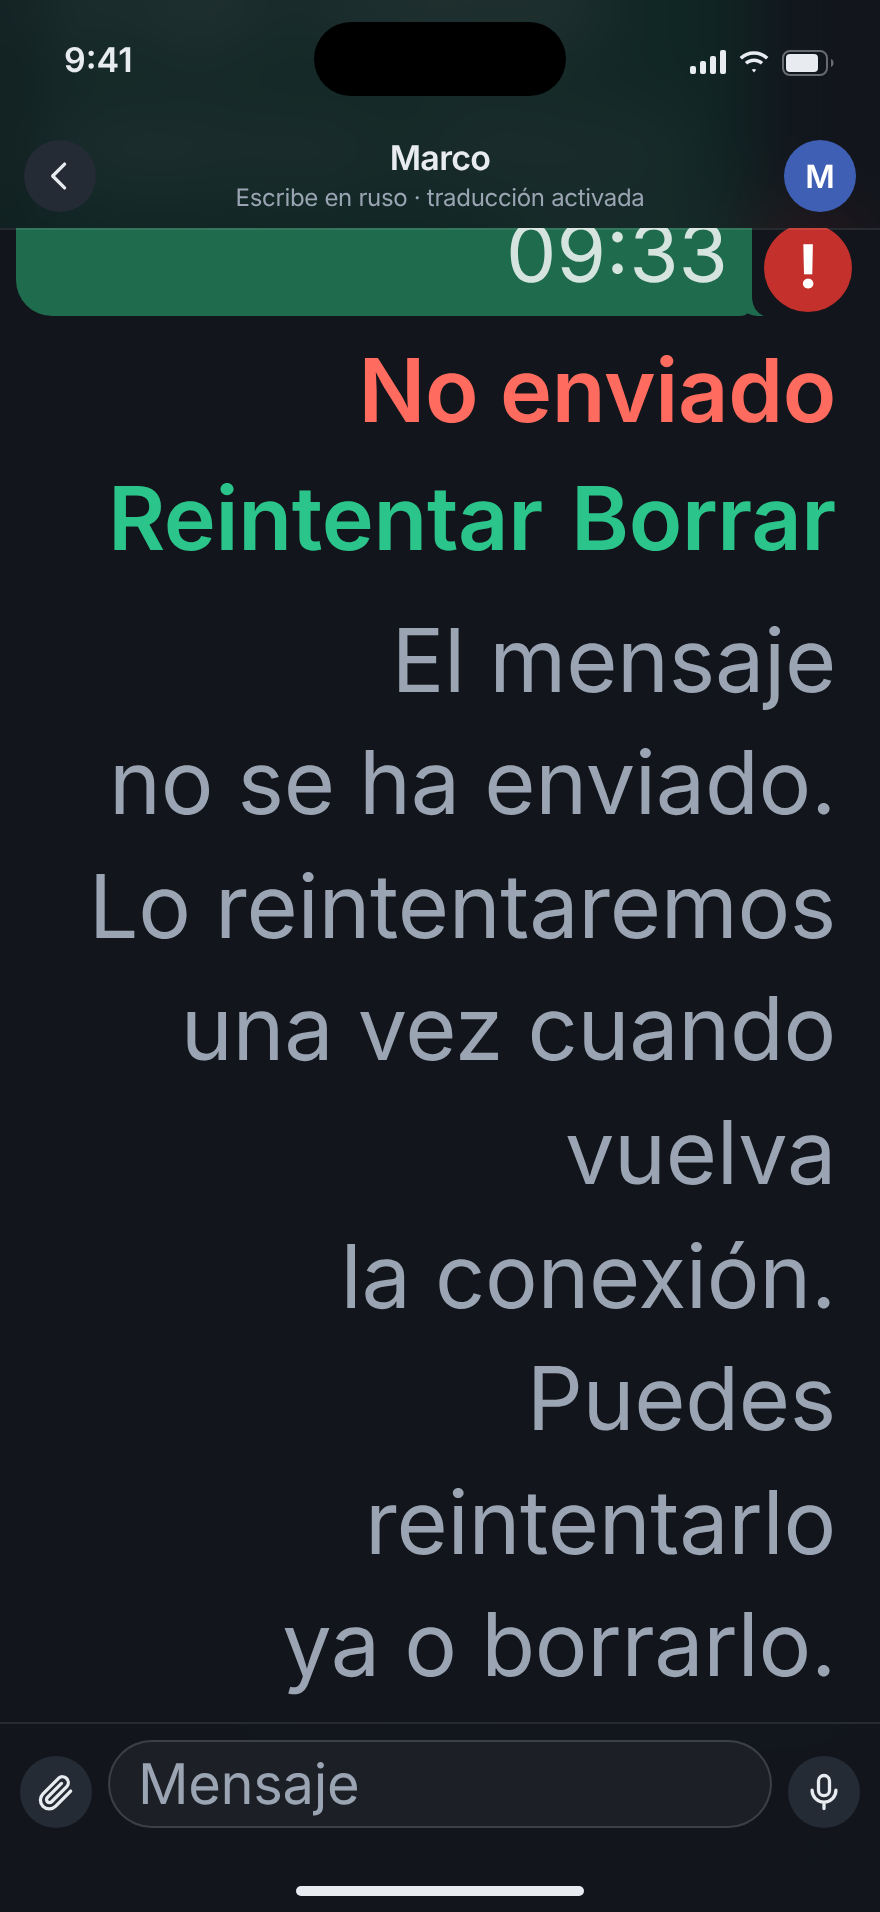 9:41
Marco
Escribe en ruso · traducción activada
M
09:33
!
No enviado
Reintentar Borrar
El mensaje
no se ha enviado.
Lo reintentaremos
una vez cuando
vuelva
la conexión.
Puedes
reintentarlo
ya o borrarlo.
Mensaje